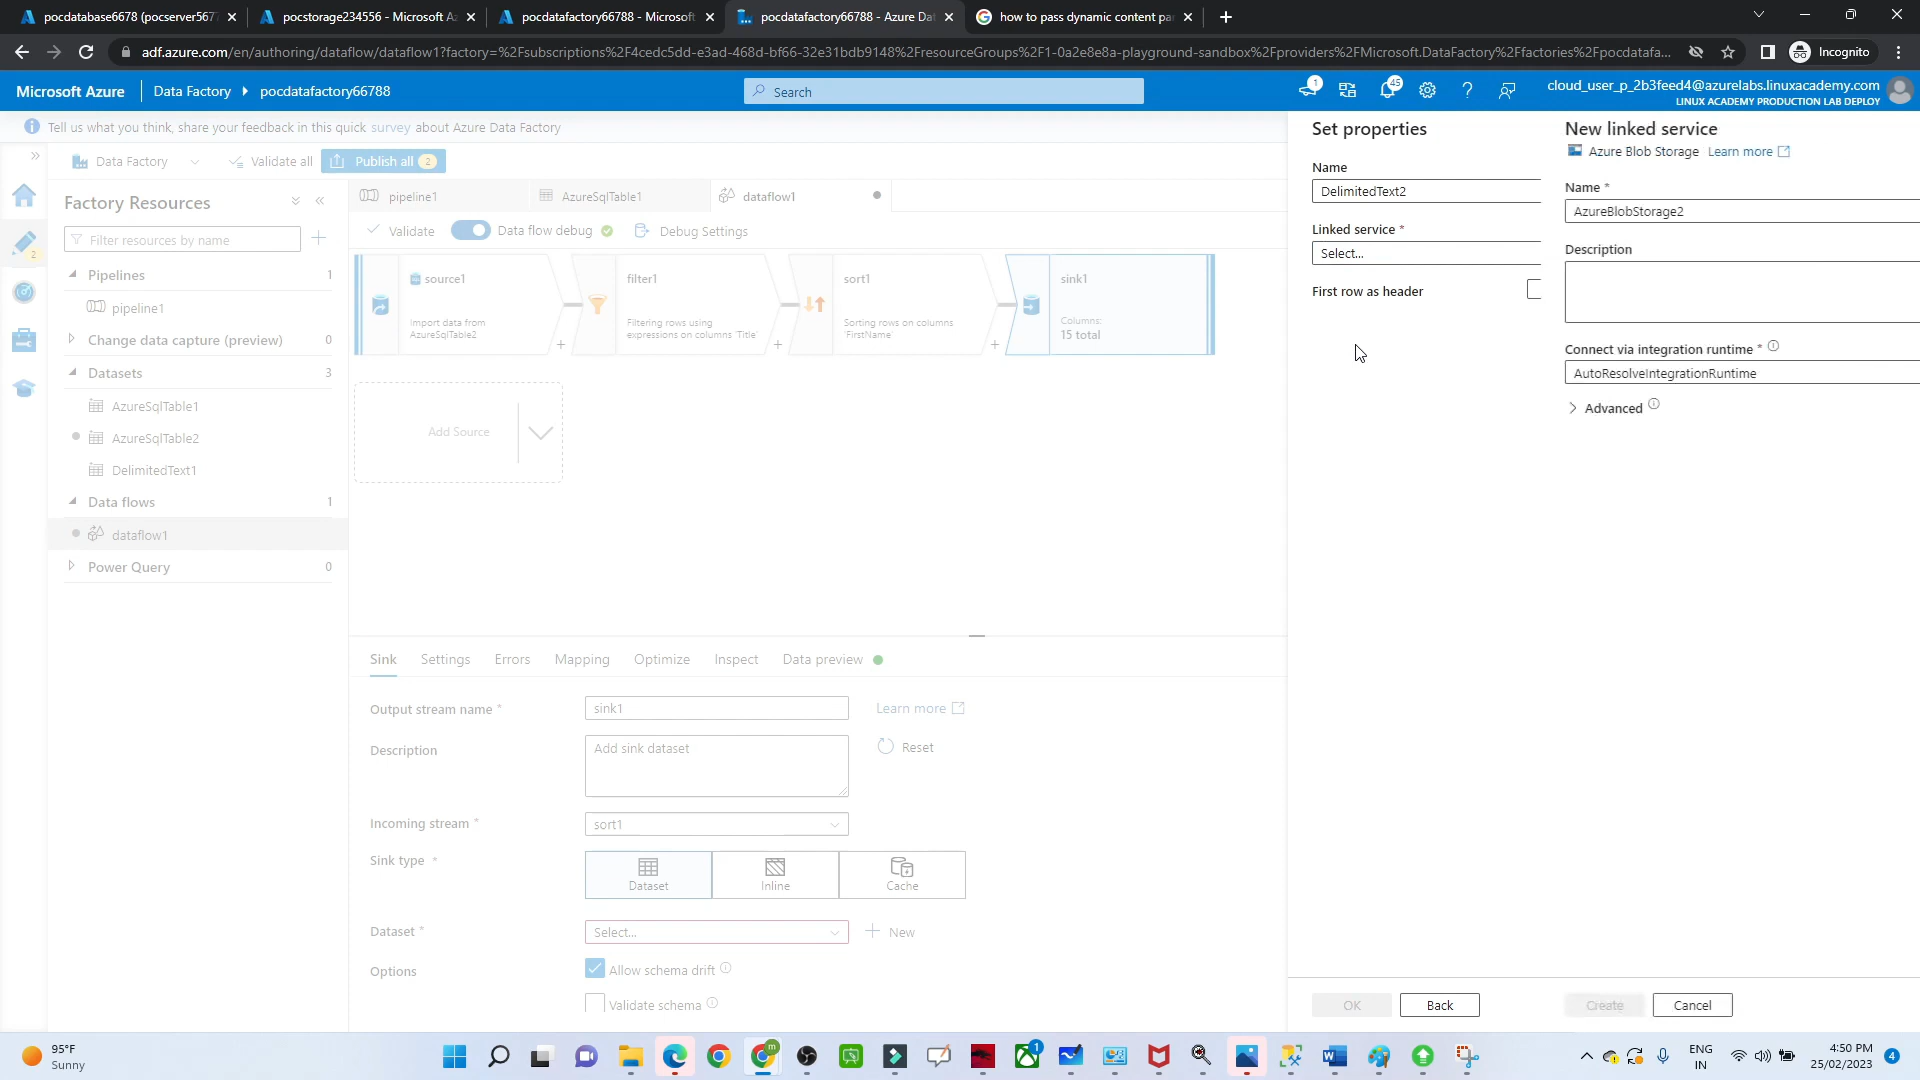 pocdatabase6678 (pocserver567
pocstorage234556 - Microsoft Az
pocdatafactory66788 - Microsoft
pocdatafactory66788 - Azure Dat
how to pass dynamic content pa
adf.azure.com/en/authoring/dataflow/dataflow1?factory=%2Fsubscriptions%2F4cedc5dd-e3ad-468d-bf66-32e31bdb9148%2FresourceGroups%2F1-0a2e8e8a-playground-sandbox%2Fproviders%2FMicrosoft.DataFactory%2Ffactories%2Fpocdatafa...
Incognito
Microsoft Azure
Data Factory
pocdatafactory66788
Search
1
45
cloud_user_p_2b3feed4@azurelabs.linuxacademy.com
LINUX ACADEMY PRODUCTION LAB DEPLOY
Tell us what you think, share your feedback in this quick survey about Azure Data Factory
Data Factory
Validate all
Publish all 2
2
Factory Resources
Filter resources by name
Pipelines 1
pipeline1
Change data capture (preview) 0
Datasets 3
AzureSqlTable1
AzureSqlTable2
DelimitedText1
Data flows 1
dataflow1
Power Query 0
pipeline1
AzureSqlTable1
dataflow1
Validate
Data flow debug
Debug Settings
source1
Import data from
AzureSqlTable2
+
filter1
Filtering rows using
expressions on columns 'Title'
+
sort1
Sorting rows on columns
'FirstName'
+
sink1
Columns:
15 total
Add Source
Sink
Settings
Errors
Mapping
Optimize
Inspect
Data preview
Output stream name *
sink1
Learn more
Description
Add sink dataset
Reset
Incoming stream *
sort1
Sink type *
Dataset
Inline
Cache
Dataset *
Select...
New
Options
Allow schema drift
Validate schema
Set properties
Name
DelimitedText2
Linked service *
Select...
First row as header
OK
Back
New linked service
Azure Blob Storage Learn more
Name *
AzureBlobStorage2
Description
Connect via integration runtime *
AutoResolveIntegrationRuntime
Advanced
Create
Cancel
95°F
Sunny
m
1
ENG
IN
4:50 PM
25/02/2023
4